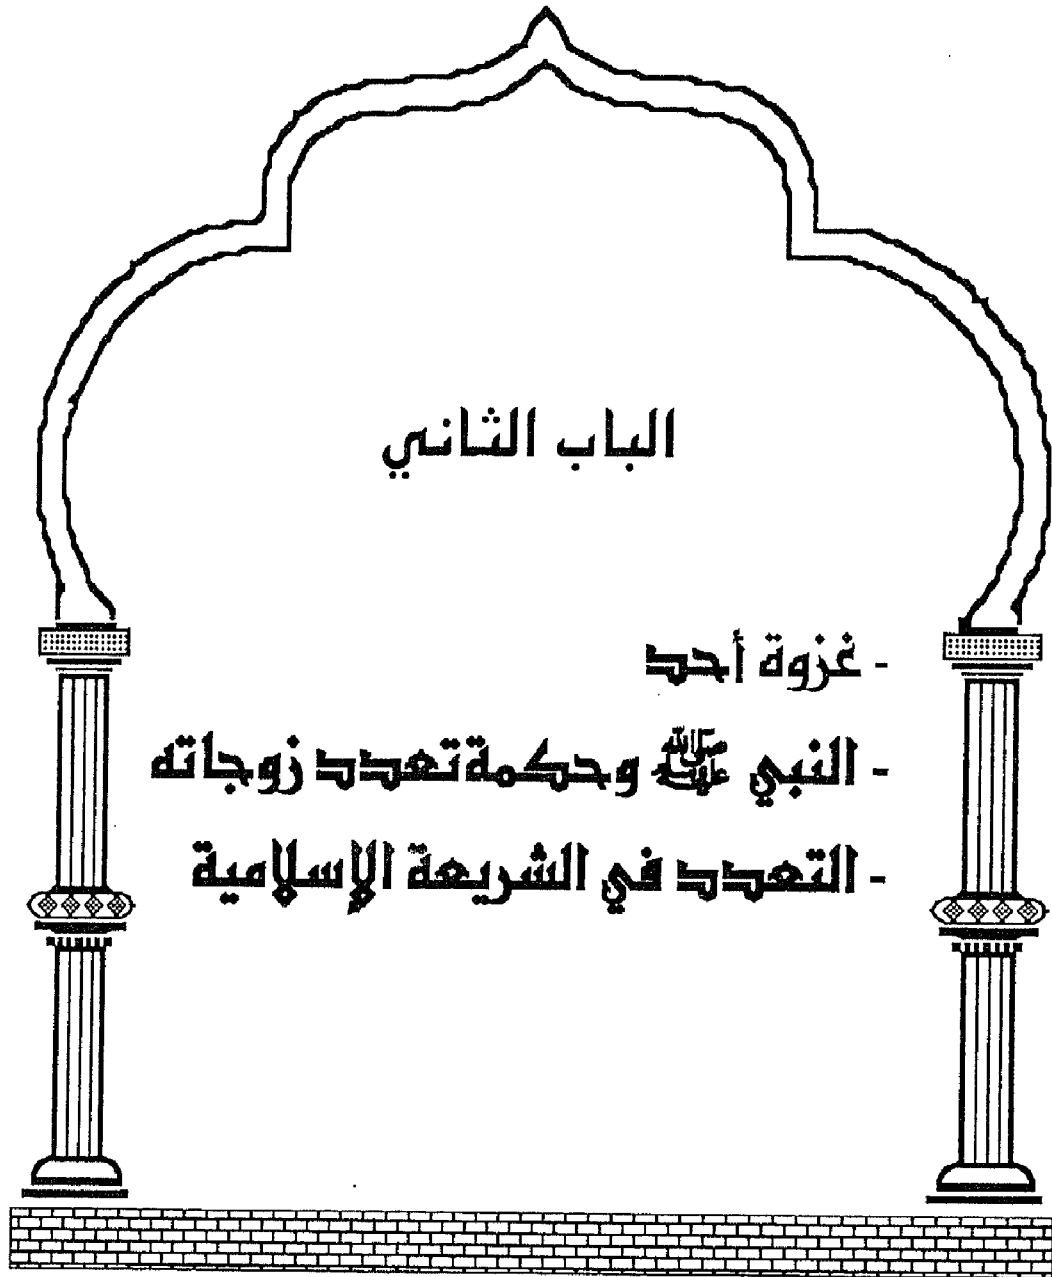 الباب الثاني
- غزوة أحد
- النبي ﷺ وحكمة تعدد زوجاته
- التعدد في الشريعة الإسلامية